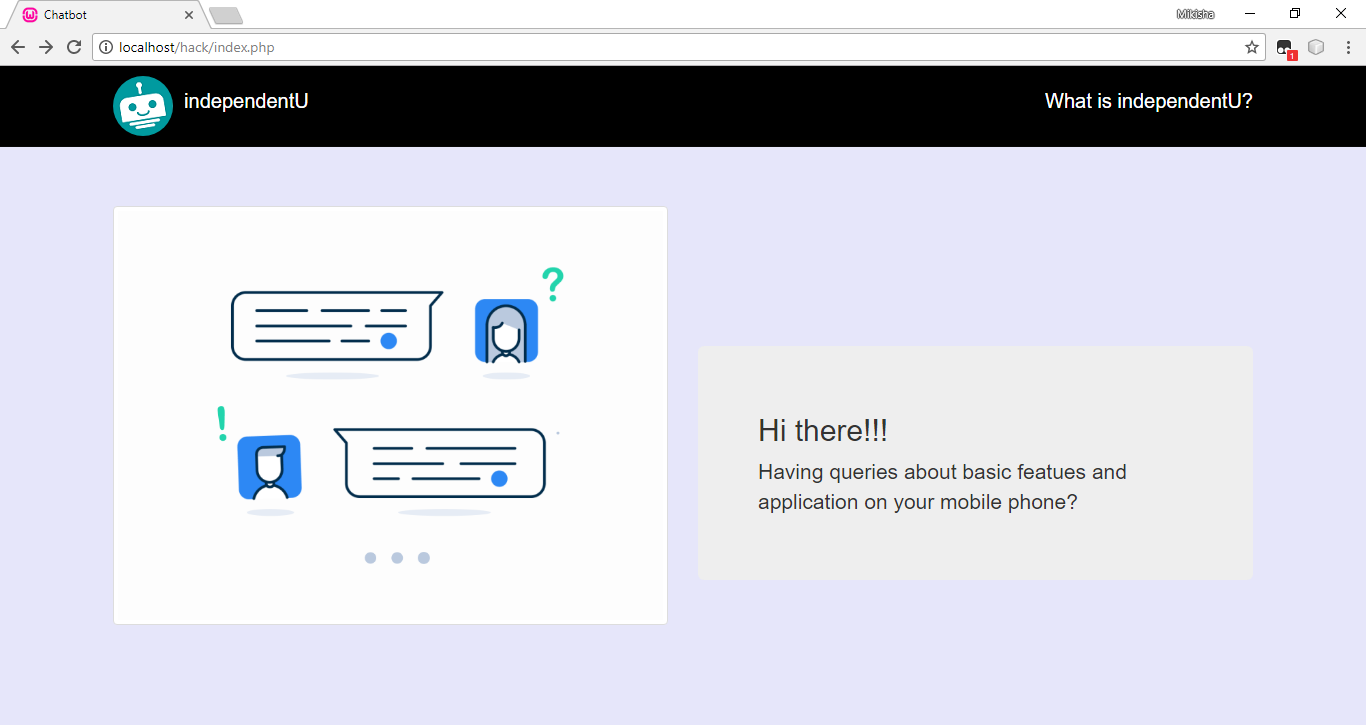 Chatbot
Mikisha
localhost/hack/index.php
1
independentU
What is independentU?
?
!
Hi there!!!
Having queries about basic featues and
application on your mobile phone?